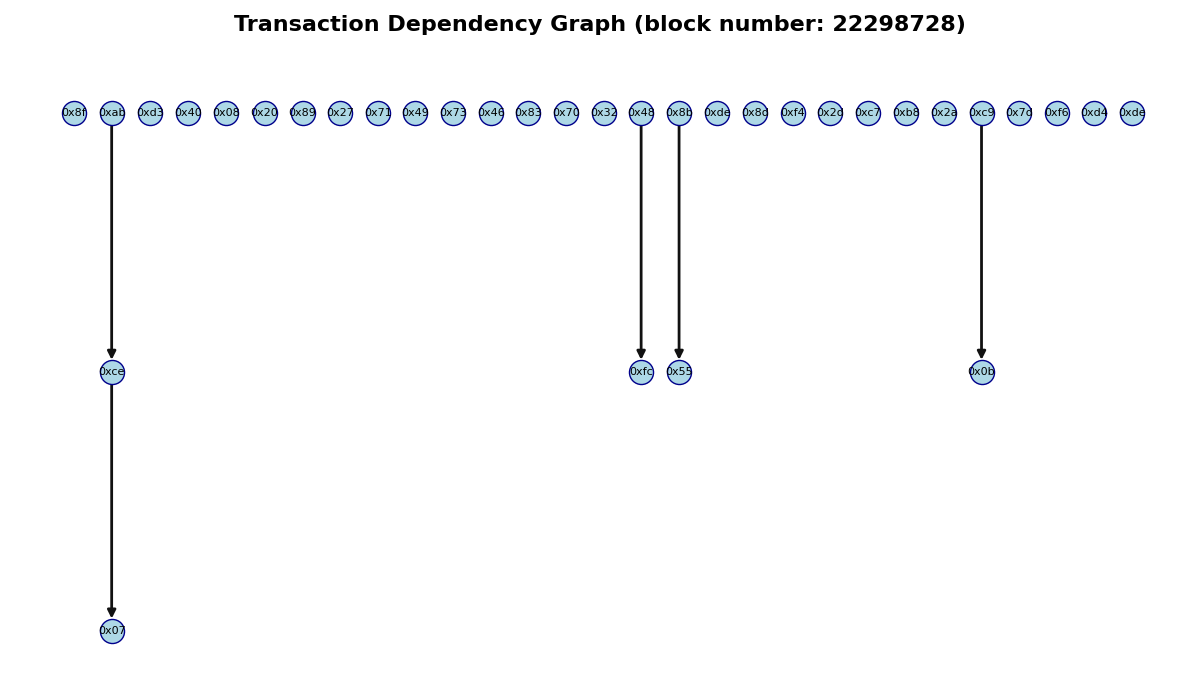 Transaction Dependency Graph (block number: 22298728)
0x8f 0xab 0xd3 0x40 0x08 0x20 0x89 0x27 0x71 0x49 0x73 0x46 0x83 0x70 0x32 0x48 0x8b 0xde 0x8d 0xf4 0x2d 0xc7 0xb8 0x2a 0xc9 0x7d 0xf6 0xd4 0xde
0xce 0xfc 0x55 0x0b
0x07